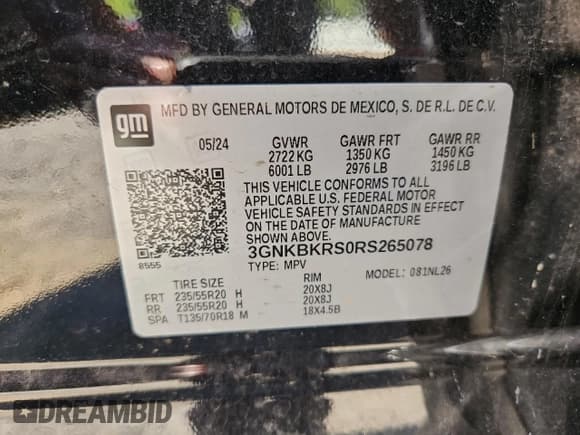 gm
MFD BY GENERAL MOTORS DE MEXICO, S. DE R.L. DE C.V.
05/24 GVWR GAWR FRT GAWR RR
2722 KG 1350 KG 1450 KG
6001 LB 2976 LB 3196 LB
THIS VEHICLE CONFORMS TO ALL
APPLICABLE U.S. FEDERAL MOTOR
VEHICLE SAFETY STANDARDS IN EFFECT
ON THE DATE OF MANUFACTURE
SHOWN ABOVE.
3GNKBKRS0RS265078
8555 TYPE: MPV MODEL: 081NL26
TIRE SIZE RIM
FRT 235/55R20 H 20X8J
RR 235/55R20 H 20X8J
SPA T135/70R18 M 18X4.5B
DREAMBID